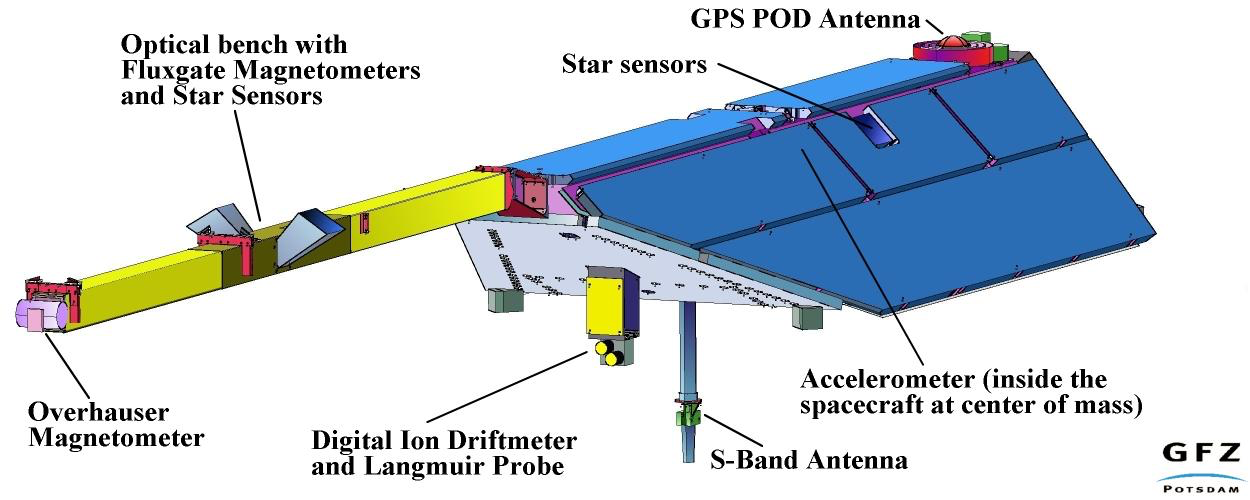 GPS POD Antenna
Optical bench with
Fluxgate Magnetometers
and Star Sensors
Star sensors
Accelerometer (inside the
spacecraft at center of mass)
Overhauser
Magnetometer
Digital Ion Driftmeter
and Langmuir Probe
S-Band Antenna
GFZ
POTSDAM